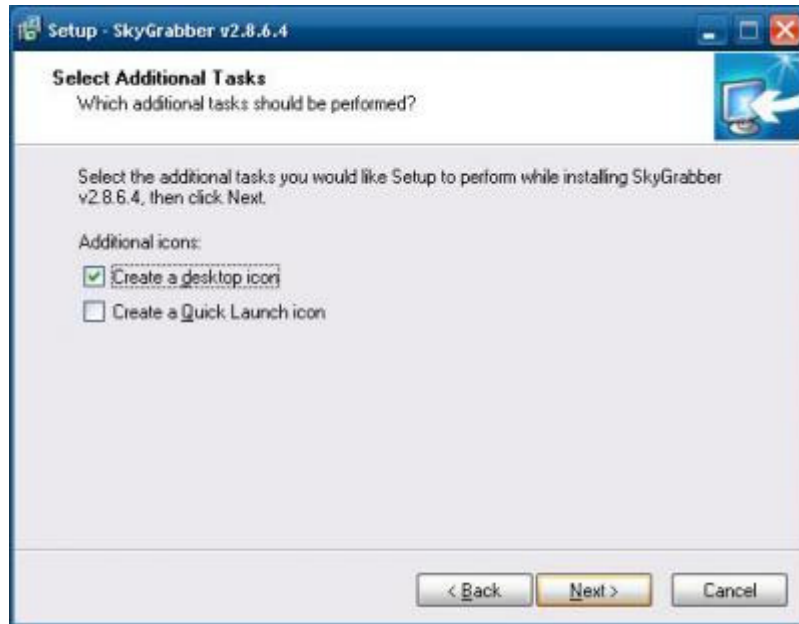 Setup - SkyGrabber v2.8.6.4
Select Additional Tasks
Which additional tasks should be performed?
Select the additional tasks you would like Setup to perform while installing SkyGrabber
v2.8.6.4, then click Next.
Additional icons:
Create a desktop icon
Create a Quick Launch icon
< Back
Next >
Cancel